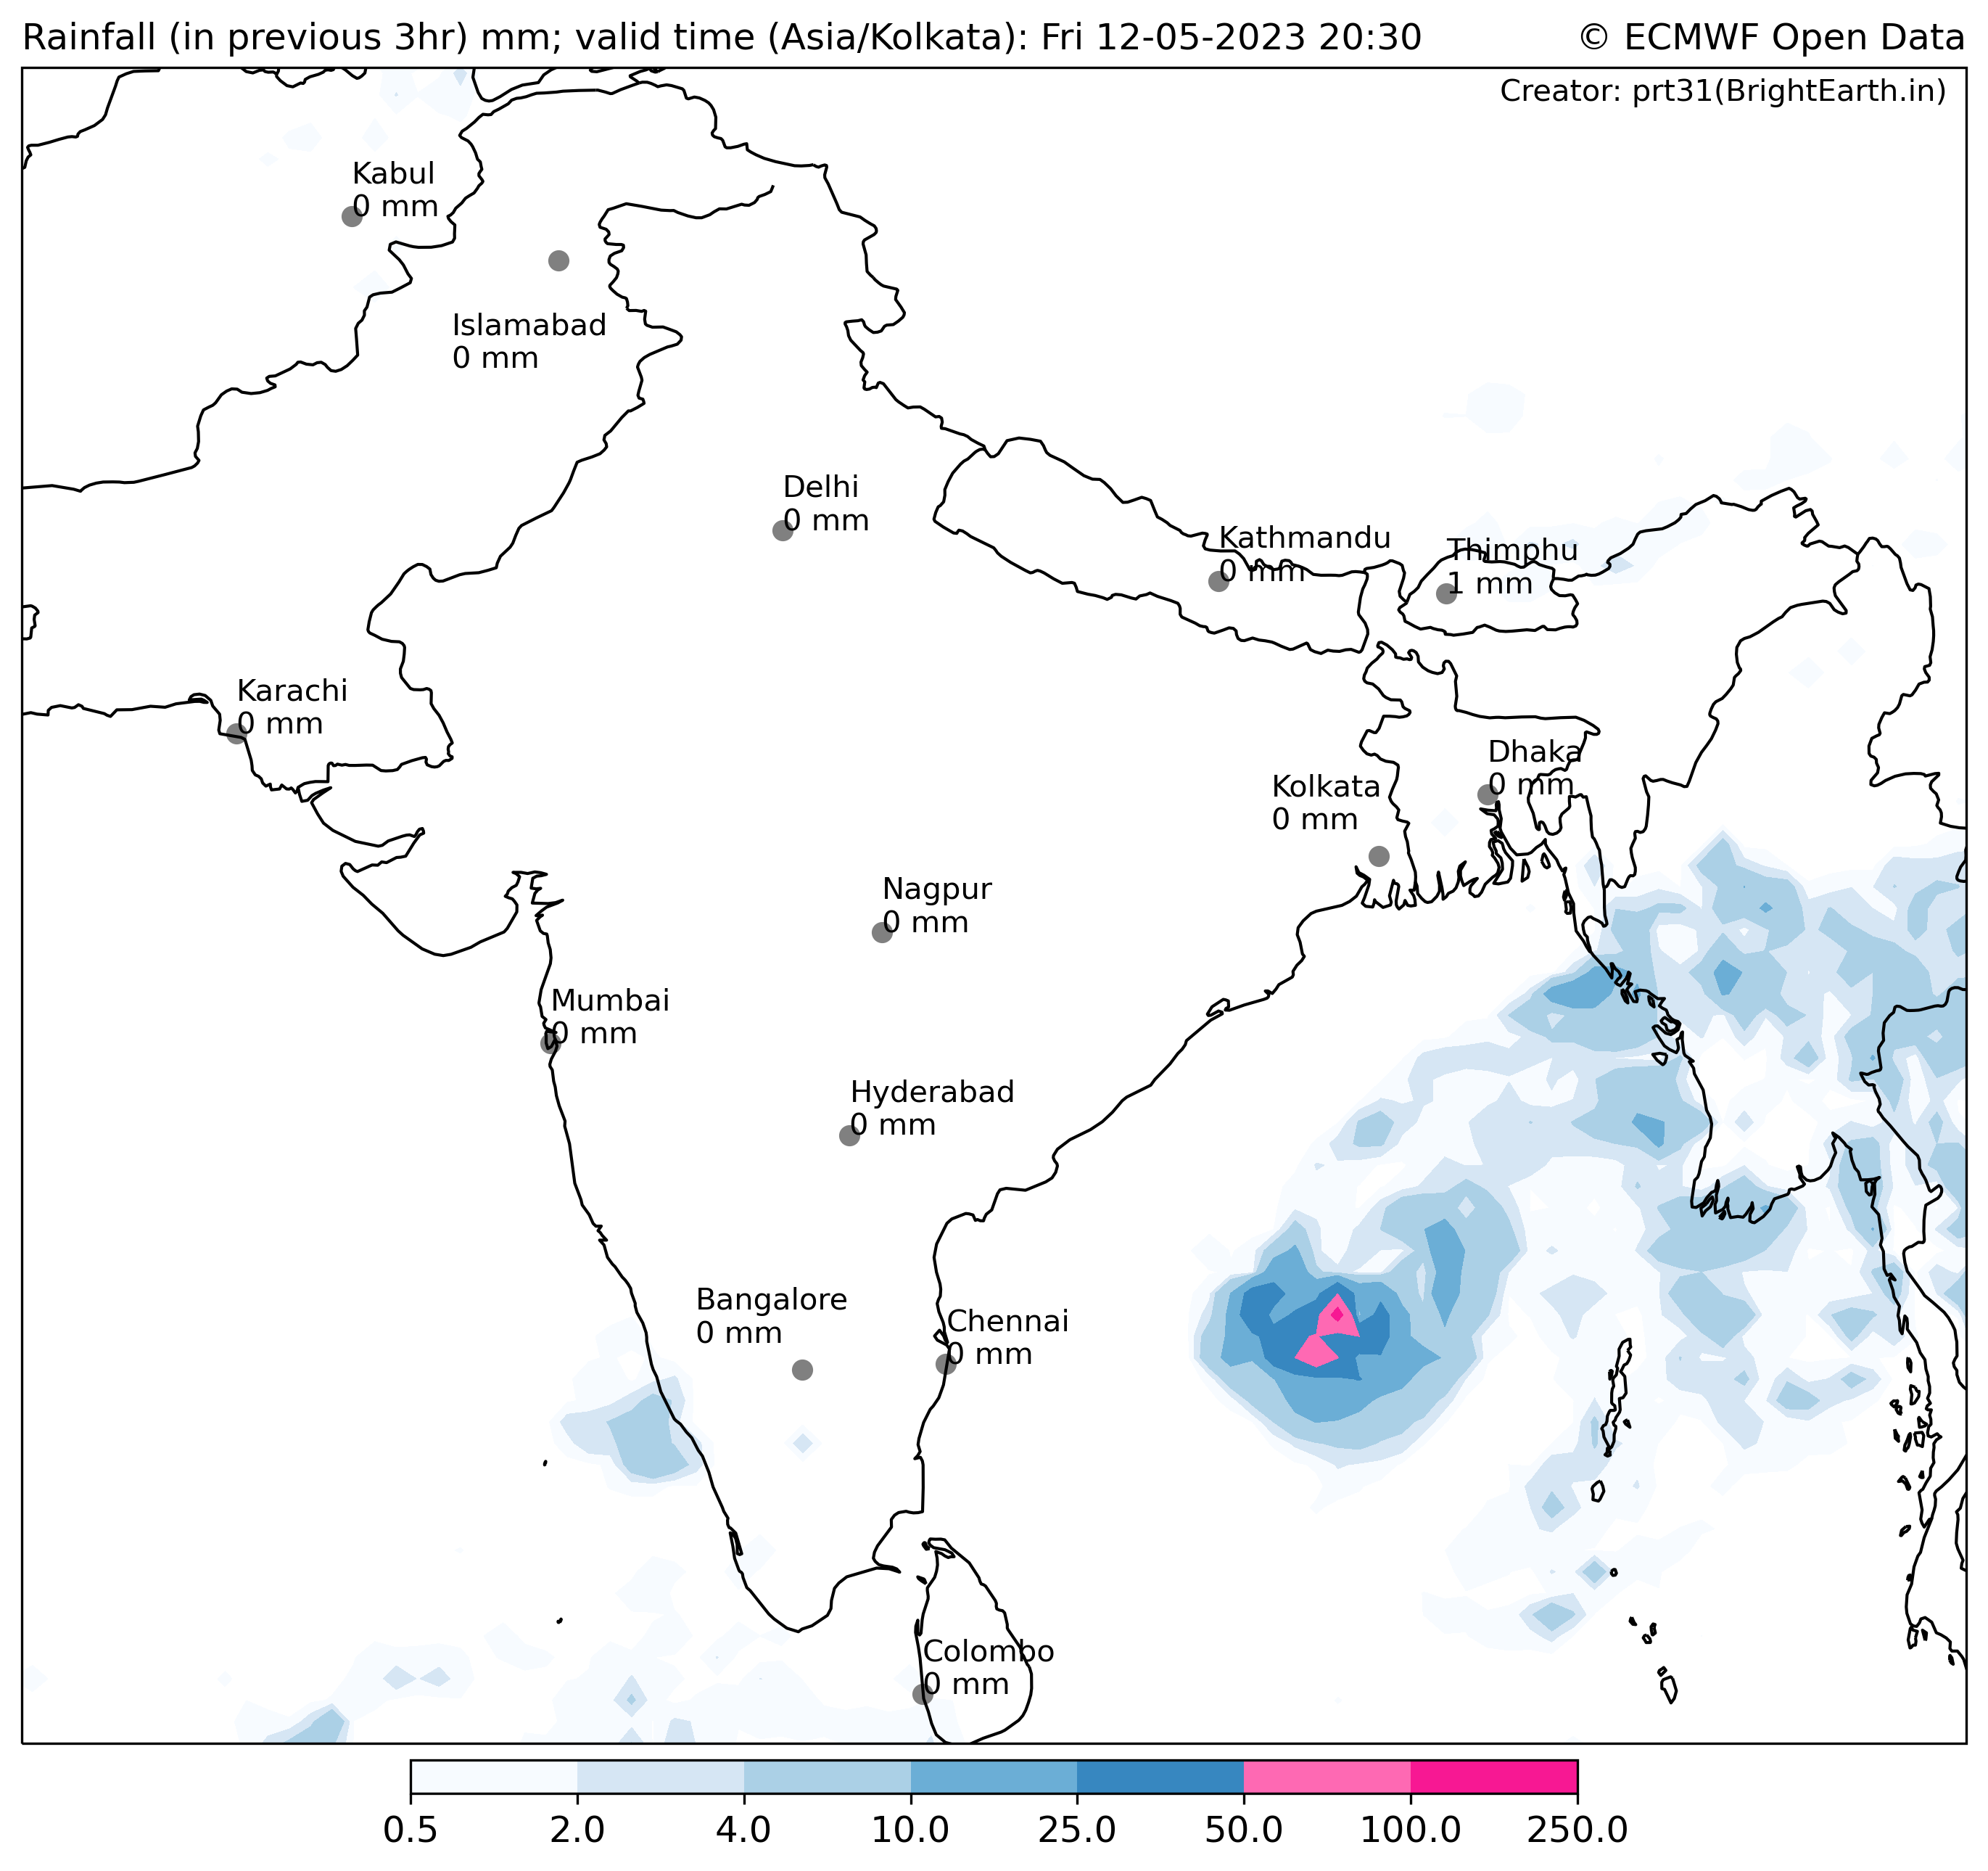 Rainfall (in previous 3hr) mm; valid time (Asia/Kolkata): Fri 12-05-2023 20:30
© ECMWF Open Data
Creator: prt31(BrightEarth.in)
Kabul
0 mm
Islamabad
0 mm
Delhi
0 mm
Kathmandu
0 mm
Thimphu
1 mm
Karachi
0 mm
Dhaka
0 mm
Kolkata
0 mm
Nagpur
0 mm
Mumbai
0 mm
Hyderabad
0 mm
Bangalore
0 mm
Chennai
0 mm
Colombo
0 mm
0.5 2.0 4.0 10.0 25.0 50.0 100.0 250.0